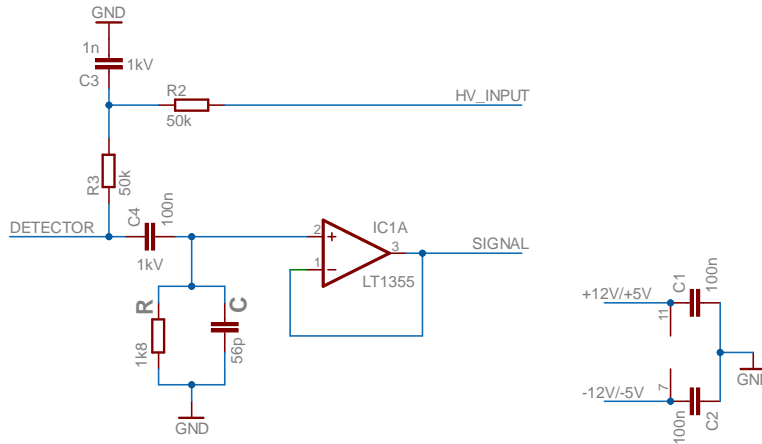 GND
1n
1kV
C3
R2
50k
HV_INPUT
R3
50k
DETECTOR
C4
100n
1kV
2
+
1
−
3
IC1A
LT1355
SIGNAL
R
1k8
C
56p
GND
+12V/+5V
11
C1
100n
GND
-12V/-5V
7
100n
C2